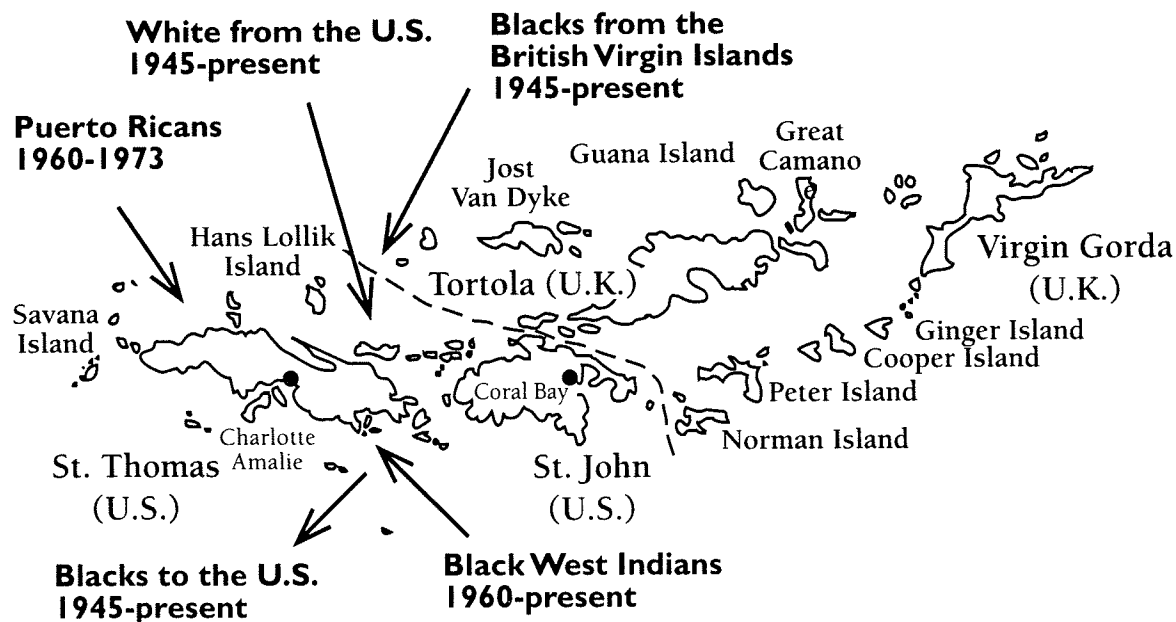 White from the U.S.
1945-present
Blacks from the
British Virgin Islands
1945-present
Puerto Ricans
1960-1973
Great
Camano
Guana Island
Jost
Van Dyke
Hans Lollik
Island
Virgin Gorda
(U.K.)
Tortola (U.K.)
Savana
Island
Ginger Island
Cooper Island
Peter Island
Coral Bay
Norman Island
Charlotte
Amalie
St. Thomas
(U.S.)
St. John
(U.S.)
Blacks to the U.S.
1945-present
Black West Indians
1960-present